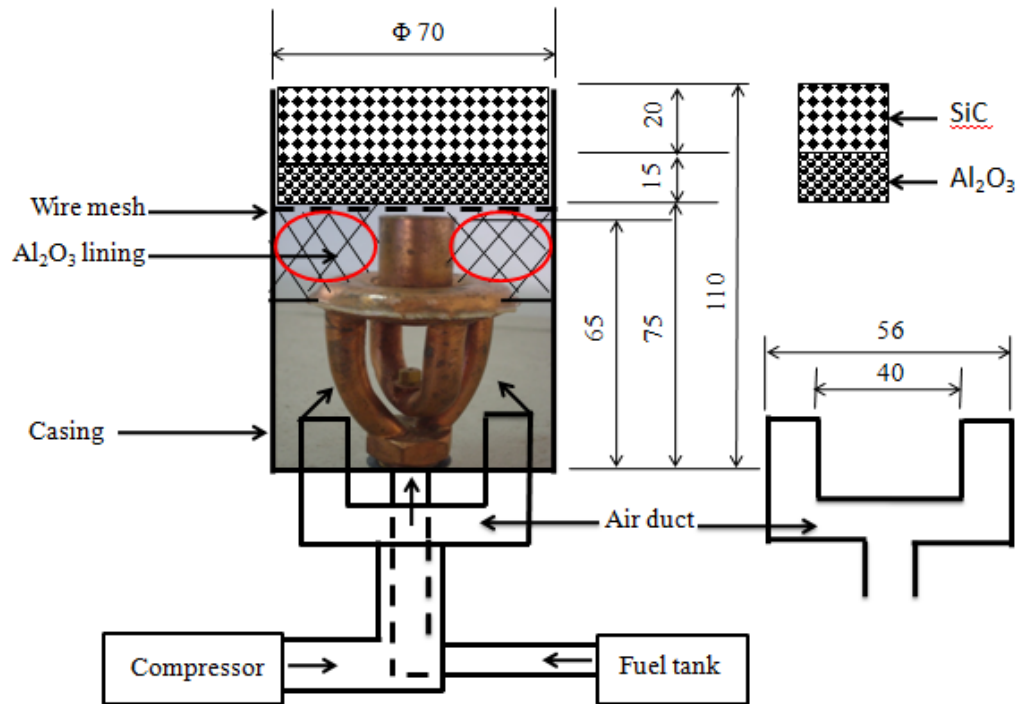 Φ 70
20
15
SiC
Al₂O₃
Wire mesh
Al₂O₃ lining
65
75
110
56
40
Casing
Air duct
Compressor
Fuel tank